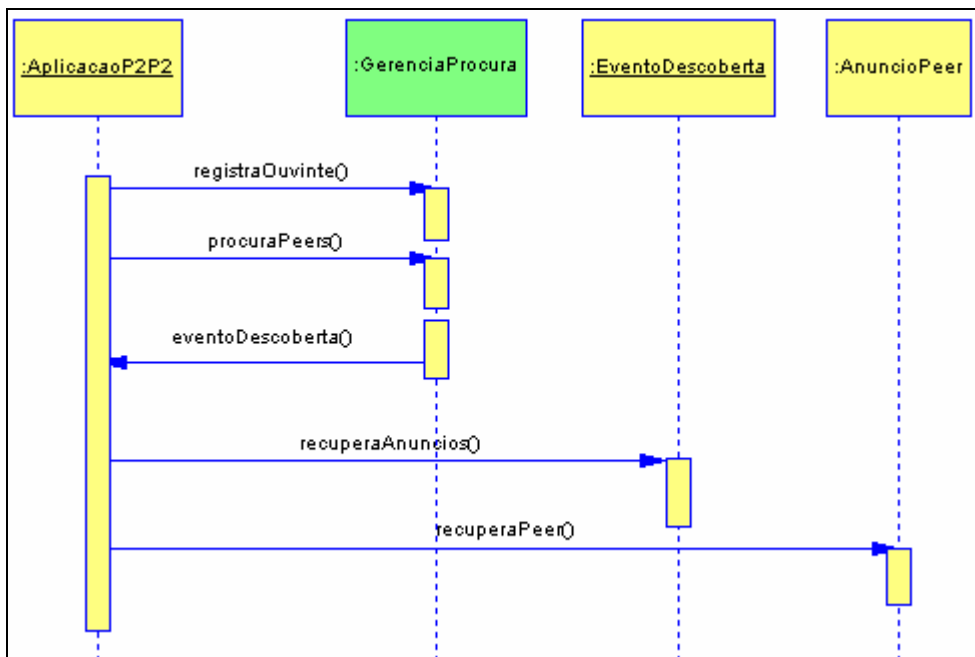 :AplicacaoP2P2
:GerenciaProcura
:EventoDescoberta
:AnuncioPeer
registraOuvinte()
procuraPeers()
eventoDescoberta()
recuperaAnuncios()
recuperaPeer()